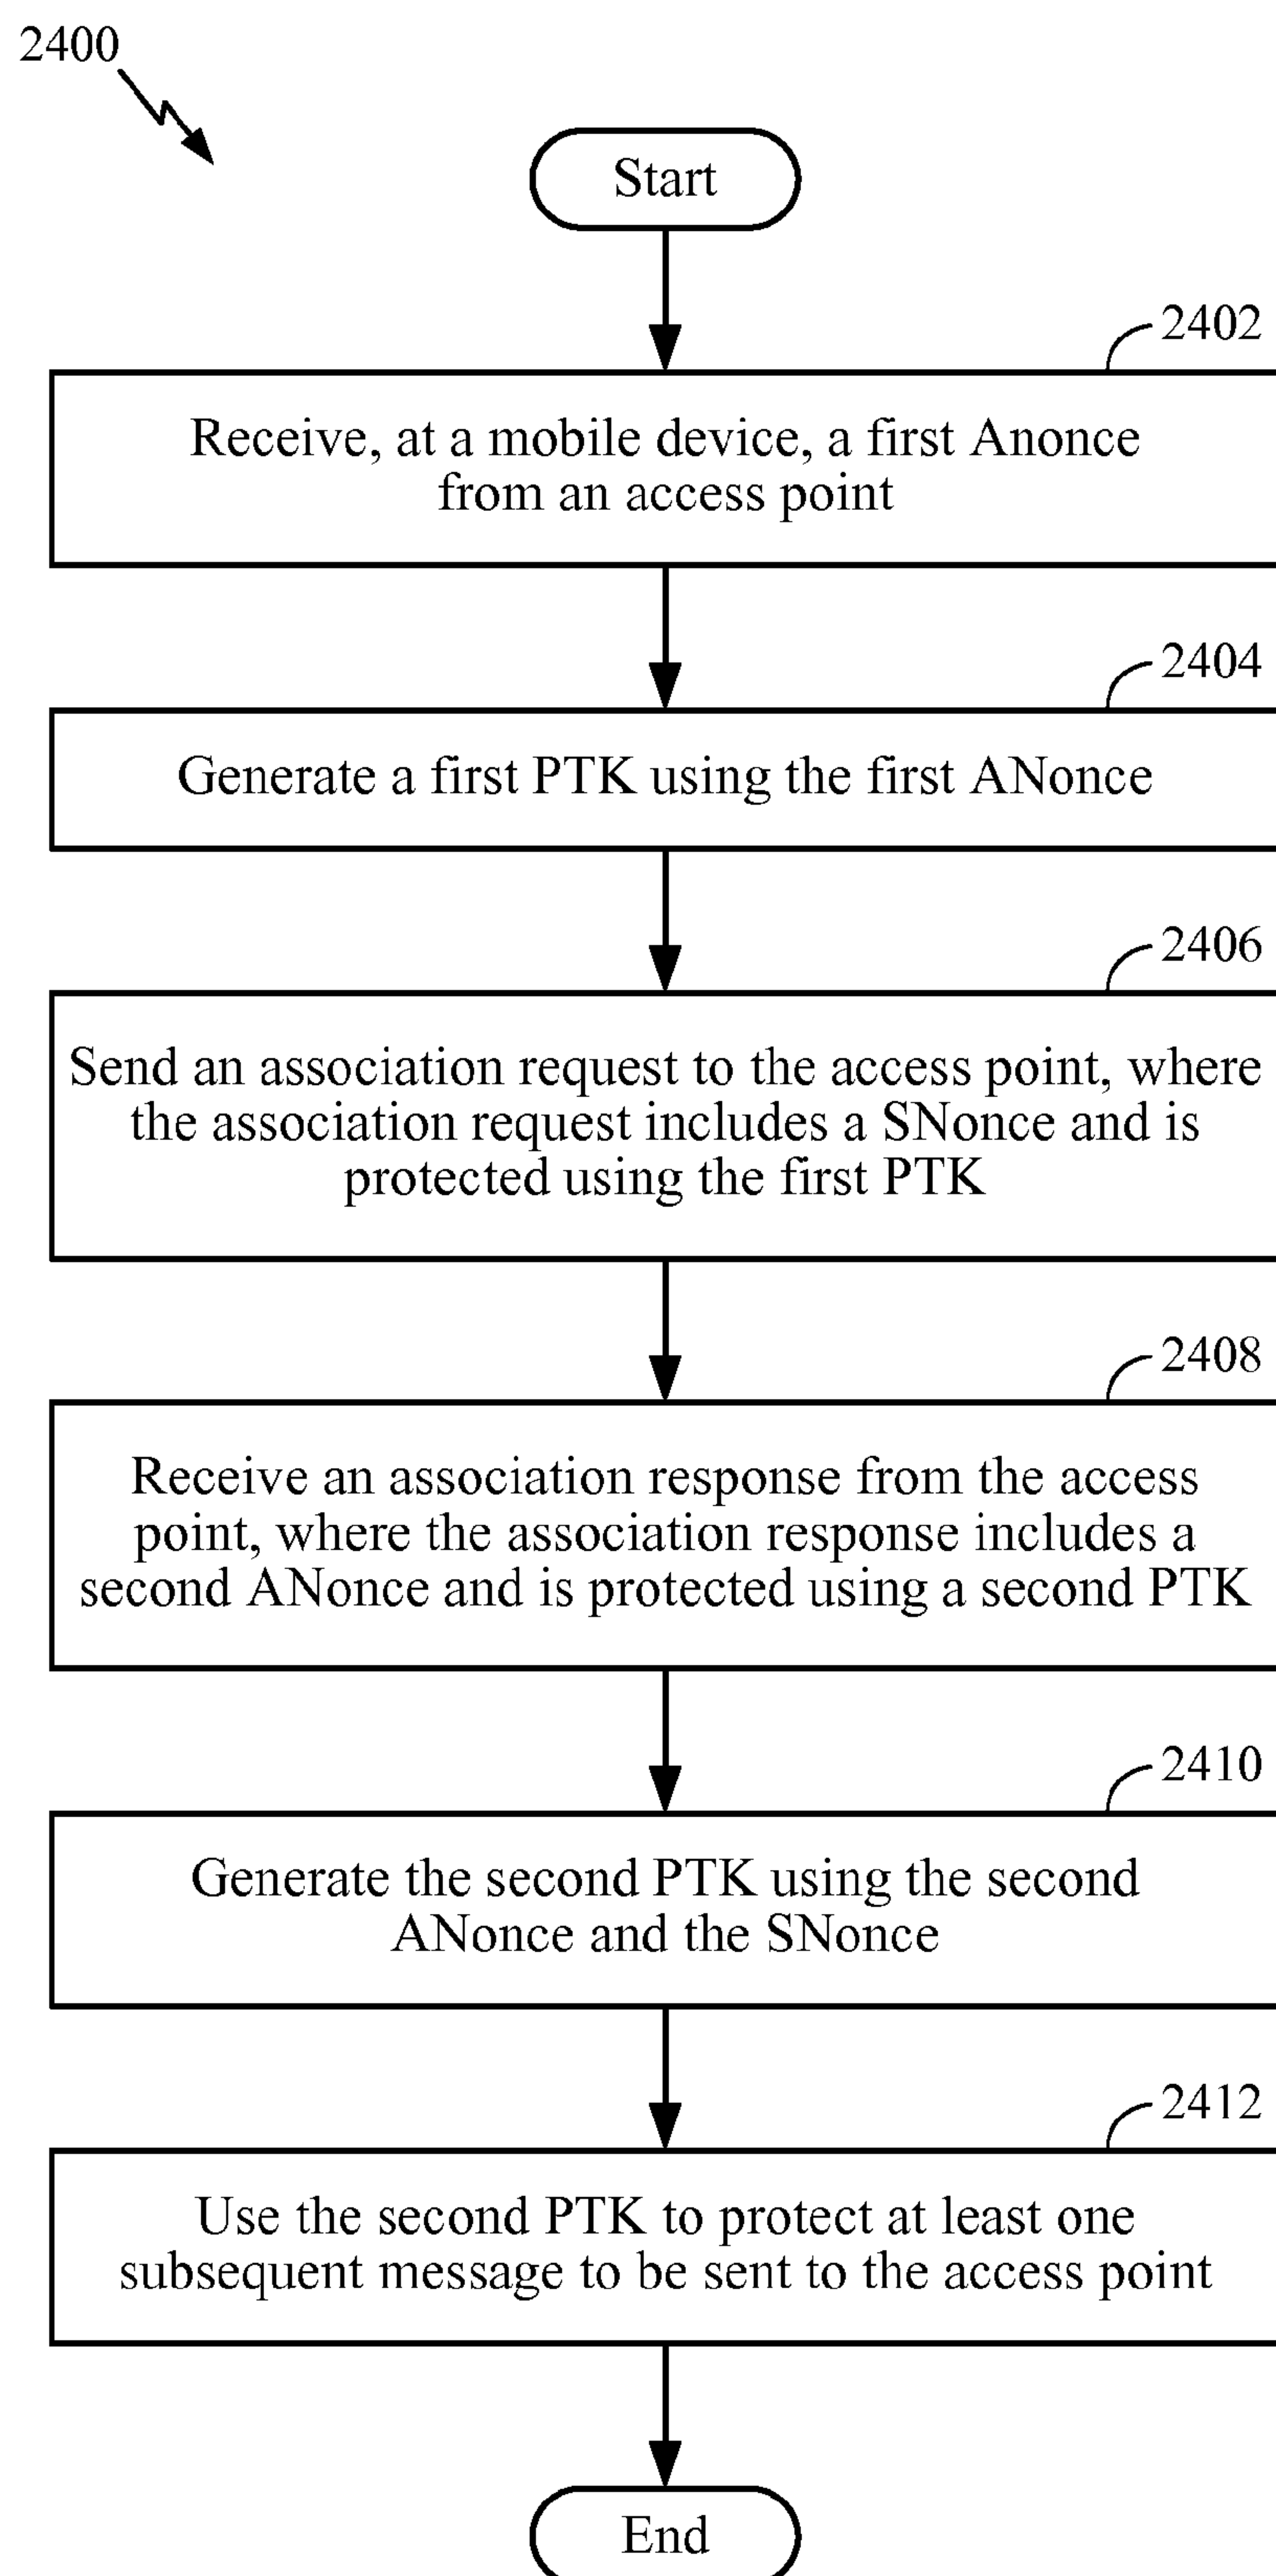 2400
Start
2402
Receive, at a mobile device, a first Anonce
from an access point
2404
Generate a first PTK using the first ANonce
2406
Send an association request to the access point, where
the association request includes a SNonce and is
protected using the first PTK
2408
Receive an association response from the access
point, where the association response includes a
second ANonce and is protected using a second PTK
2410
Generate the second PTK using the second
ANonce and the SNonce
2412
Use the second PTK to protect at least one
subsequent message to be sent to the access point
End